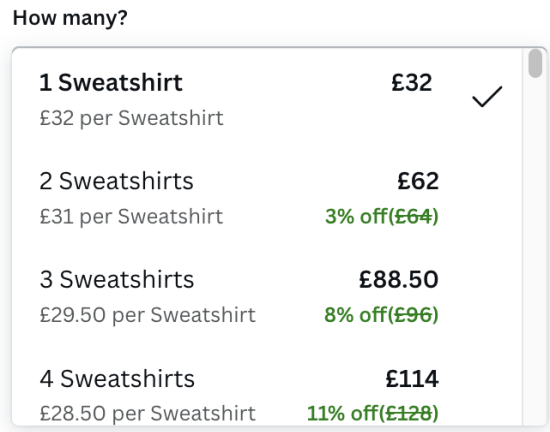 How many?
1 Sweatshirt £32
£32 per Sweatshirt
2 Sweatshirts £62
£31 per Sweatshirt 3% off(£64)
3 Sweatshirts £88.50
£29.50 per Sweatshirt 8% off(£96)
4 Sweatshirts £114
£28.50 per Sweatshirt 11% off(£128)